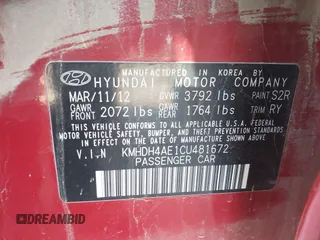 HYUNDAI MOTOR COMPANY
MANUFACTURED IN KOREA
MAR/11/12 GVWR 3792 lbs PAINT S2R
GAWR FRONT 2072 lbs GAWR REAR 1764 lbs TRIM RY
THIS VEHICLE CONFORMS TO ALL APPLICABLE U.S.
FEDERAL MOTOR VEHICLE SAFETY, BUMPER, AND THEFT
PREVENTION STANDARDS IN EFFECT ON THE DATE OF
MANUFACTURE SHOWN ABOVE.
V.I.N KMHDH4AE1CU481672
PASSENGER CAR
DREAMBID.COM